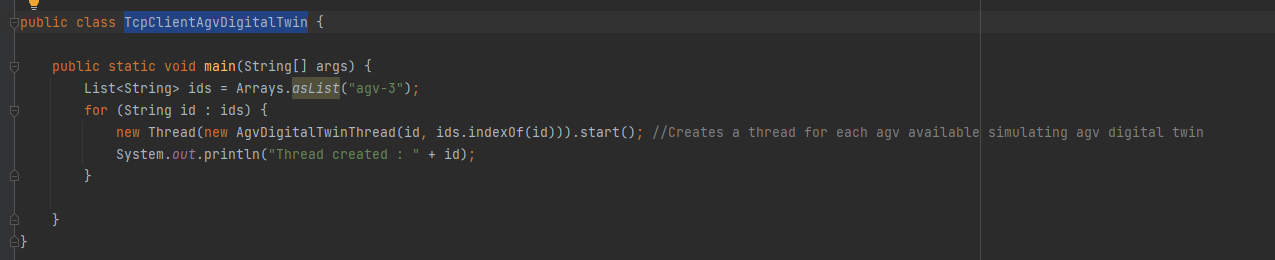 public class TcpClientAgvDigitalTwin {
public static void main(String[] args) {
List<String> ids = Arrays.asList("agv-3");
for (String id : ids) {
new Thread(new AgvDigitalTwinThread(id, ids.indexOf(id))).start(); //Creates a thread for each agv available simulating agv digital twin
System.out.println("Thread created : " + id);
}
}
}